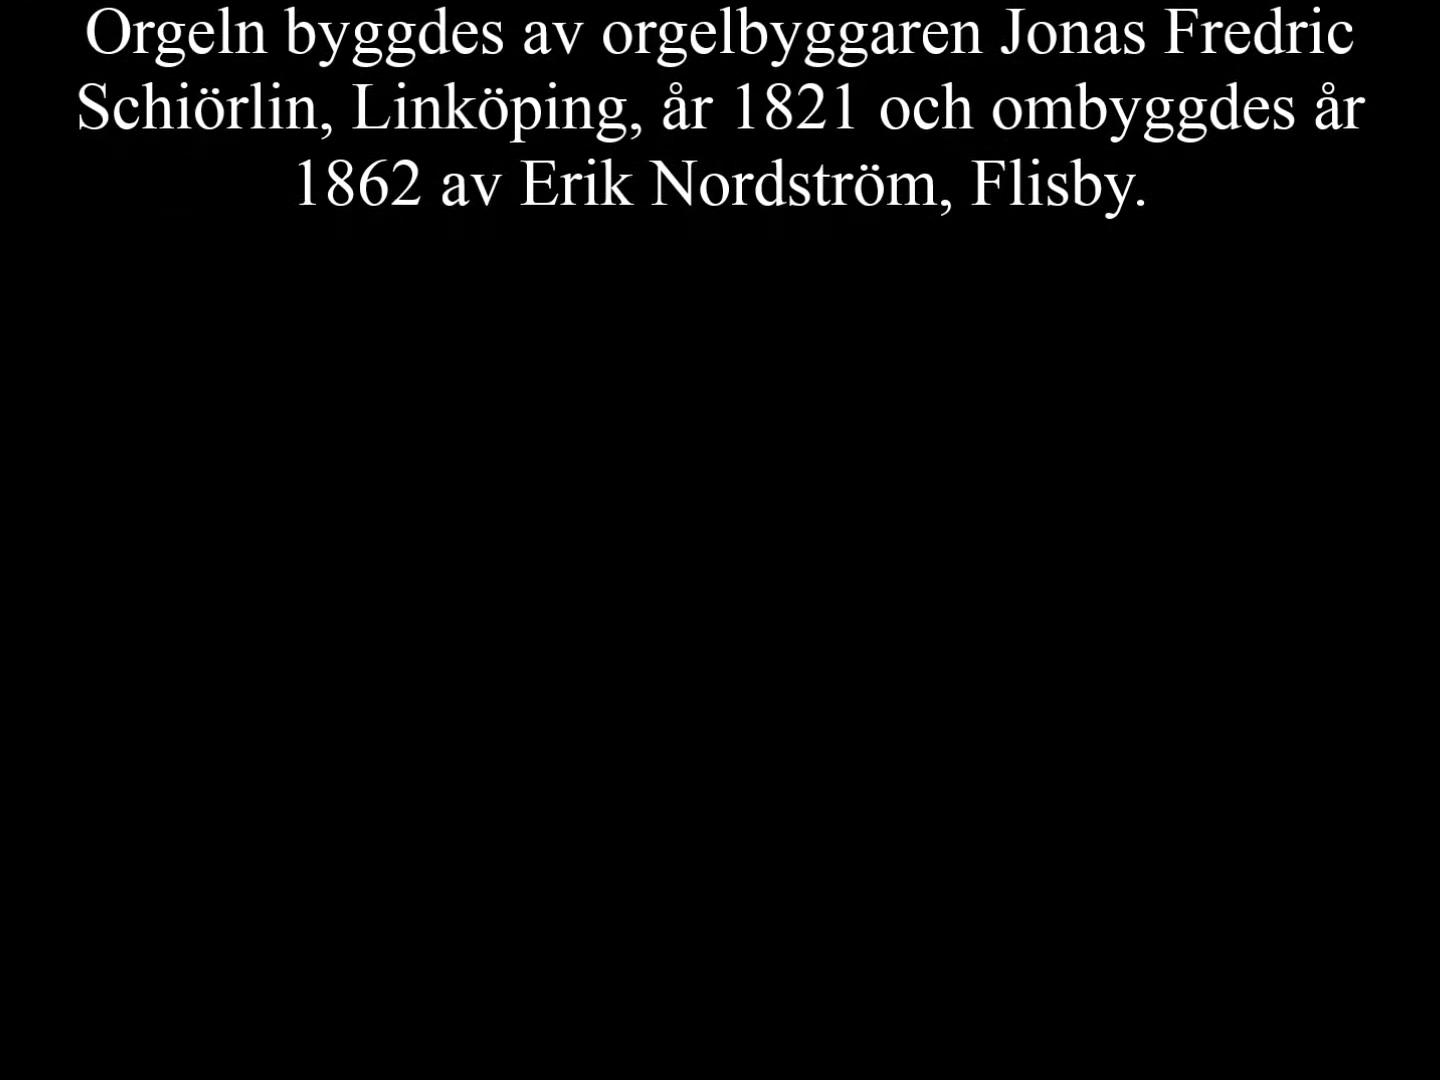 Orgeln byggdes av orgelbyggaren Jonas Fredric
Schiörlin, Linköping, år 1821 och ombyggdes år
1862 av Erik Nordström, Flisby.